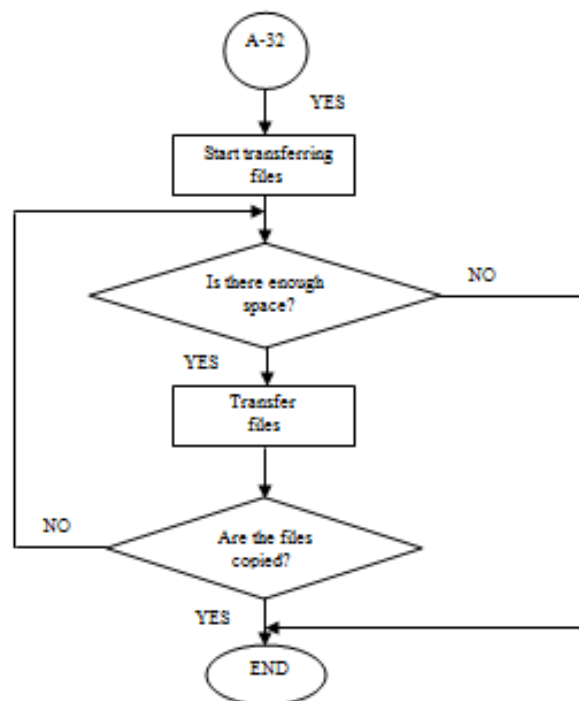 A-32
YES
Start transferring
files
Is there enough
space?
NO
YES
Transfer
files
Are the files
copied?
NO
YES
END